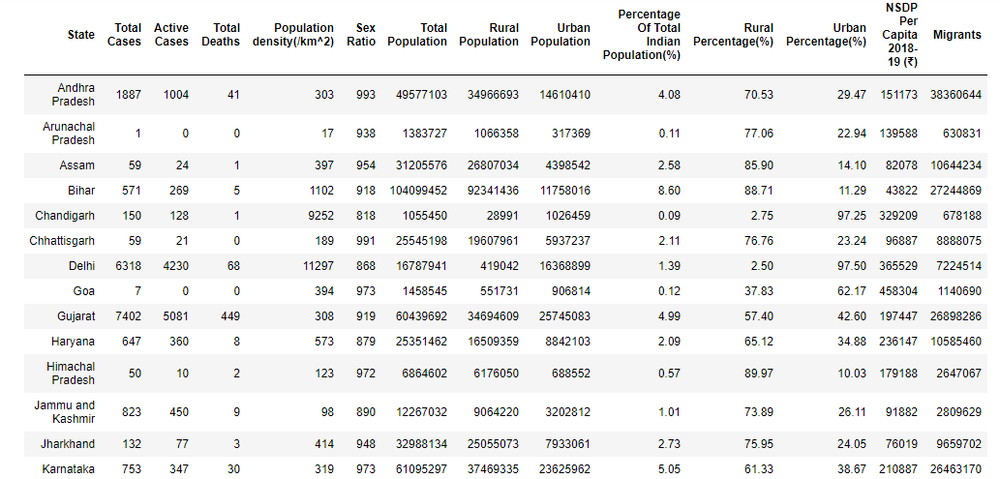 State Total Cases Active Cases Total Deaths Population density(/km^2) Sex Ratio Total Population Rural Population Urban Population Percentage Of Total Indian Population(%) Rural Percentage(%) Urban Percentage(%) NSDP Per Capita 2018-19 (₹) Migrants
Andhra Pradesh 1887 1004 41 303 993 49577103 34966693 14610410 4.08 70.53 29.47 151173 38360644
Arunachal Pradesh 1 0 0 17 938 1383727 1066358 317369 0.11 77.06 22.94 139588 630831
Assam 59 24 1 397 954 31205576 26807034 4398542 2.58 85.90 14.10 82078 10644234
Bihar 571 269 5 1102 918 104099452 92341436 11758016 8.60 88.71 11.29 43822 27244869
Chandigarh 150 128 1 9252 818 1055450 28991 1026459 0.09 2.75 97.25 329209 678188
Chhattisgarh 59 21 0 189 991 25545198 19607961 5937237 2.11 76.76 23.24 96887 8888075
Delhi 6318 4230 68 11297 868 16787941 419042 16368899 1.39 2.50 97.50 365529 7224514
Goa 7 0 0 394 973 1458545 551731 906814 0.12 37.83 62.17 458304 1140690
Gujarat 7402 5081 449 308 919 60439692 34694609 25745083 4.99 57.40 42.60 197447 26898286
Haryana 647 360 8 573 879 25351462 16509359 8842103 2.09 65.12 34.88 236147 10585460
Himachal Pradesh 50 10 2 123 972 6864602 6176050 688552 0.57 89.97 10.03 179188 2647067
Jammu and Kashmir 823 450 9 98 890 12267032 9064220 3202812 1.01 73.89 26.11 91882 2809629
Jharkhand 132 77 3 414 948 32988134 25055073 7933061 2.73 75.95 24.05 76019 9659702
Karnataka 753 347 30 319 973 61095297 37469335 23625962 5.05 61.33 38.67 210887 26463170